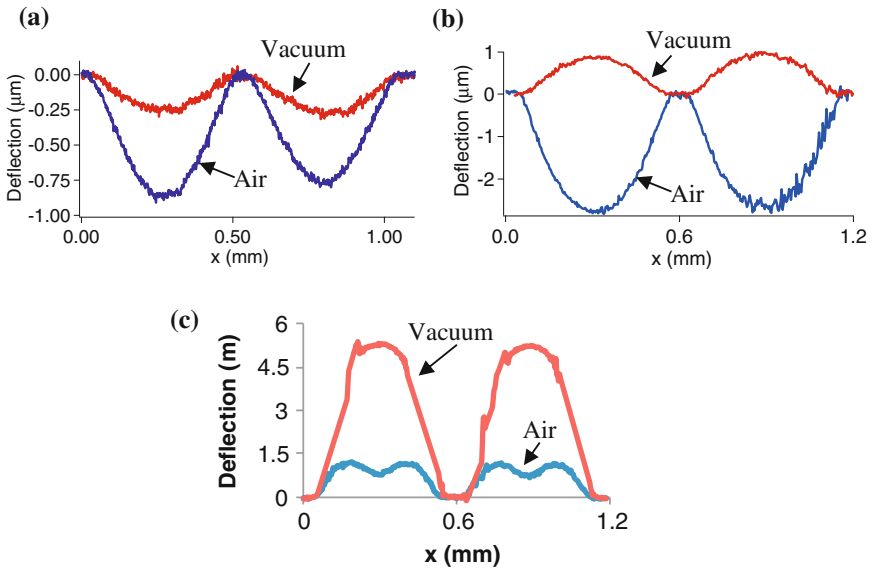 (a)
Vacuum
0.00
-0.25
-0.50
-0.75
-1.00
Deflection (µm)
Air
0.00
0.50
1.00
x (mm)
(b)
Vacuum
1
0
-1
-2
Deflection (µm)
Air
0.0
0.6
1.2
x (mm)
(c)
Vacuum
6
4.5
3
1.5
0
Deflection (m)
Air
0
0.6
1.2
x (mm)